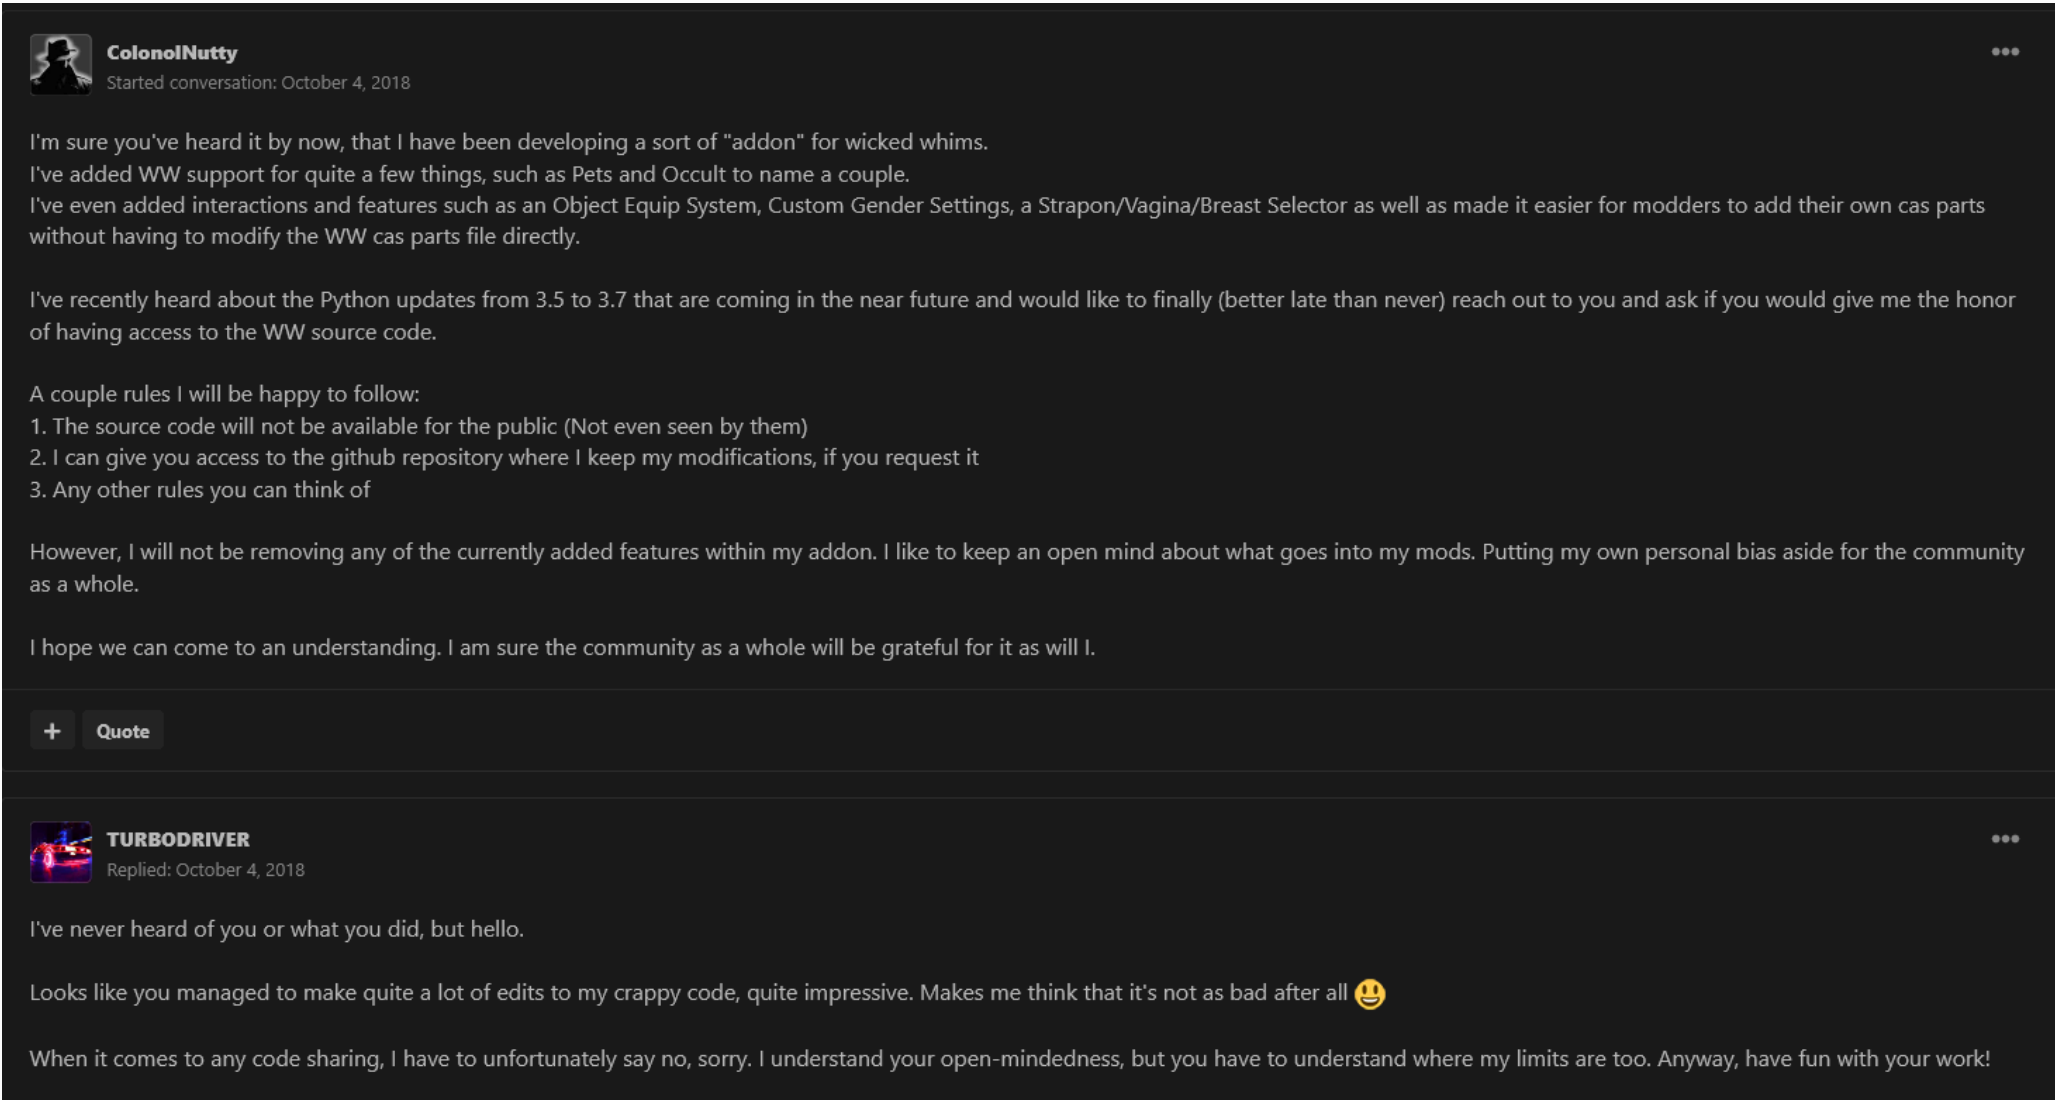 ColonolNutty
Started conversation: October 4, 2018
I'm sure you've heard it by now, that I have been developing a sort of "addon" for wicked whims.
I've added WW support for quite a few things, such as Pets and Occult to name a couple.
I've even added interactions and features such as an Object Equip System, Custom Gender Settings, a Strapon/Vagina/Breast Selector as well as made it easier for modders to add their own cas parts
without having to modify the WW cas parts file directly.
I've recently heard about the Python updates from 3.5 to 3.7 that are coming in the near future and would like to finally (better late than never) reach out to you and ask if you would give me the honor
of having access to the WW source code.
A couple rules I will be happy to follow:
1. The source code will not be available for the public (Not even seen by them)
2. I can give you access to the github repository where I keep my modifications, if you request it
3. Any other rules you can think of
However, I will not be removing any of the currently added features within my addon. I like to keep an open mind about what goes into my mods. Putting my own personal bias aside for the community
as a whole.
I hope we can come to an understanding. I am sure the community as a whole will be grateful for it as will I.
+ Quote
TURBODRIVER
Replied: October 4, 2018
I've never heard of you or what you did, but hello.
Looks like you managed to make quite a lot of edits to my crappy code, quite impressive. Makes me think that it's not as bad after all 😃
When it comes to any code sharing, I have to unfortunately say no, sorry. I understand your open-mindedness, but you have to understand where my limits are too. Anyway, have fun with your work!